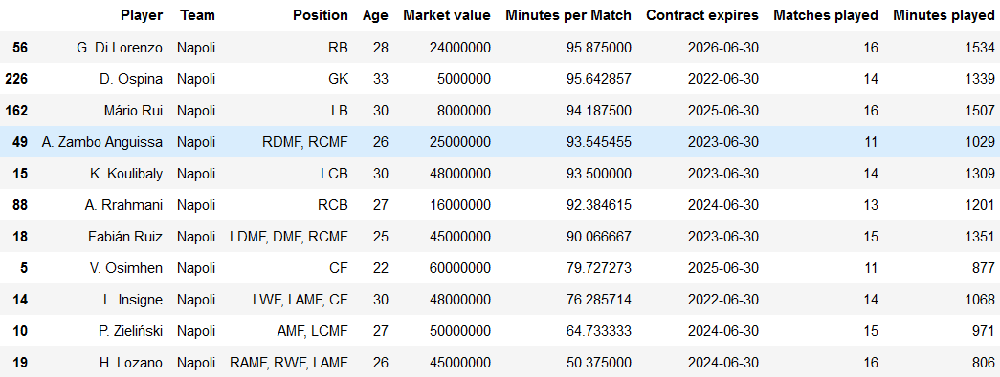 Player Team Position Age Market value Minutes per Match Contract expires Matches played Minutes played
56 G. Di Lorenzo Napoli RB 28 24000000 95.875000 2026-06-30 16 1534
226 D. Ospina Napoli GK 33 5000000 95.642857 2022-06-30 14 1339
162 Mário Rui Napoli LB 30 8000000 94.187500 2025-06-30 16 1507
49 A. Zambo Anguissa Napoli RDMF, RCMF 26 25000000 93.545455 2023-06-30 11 1029
15 K. Koulibaly Napoli LCB 30 48000000 93.500000 2023-06-30 14 1309
88 A. Rrahmani Napoli RCB 27 16000000 92.384615 2024-06-30 13 1201
18 Fabián Ruiz Napoli LDMF, DMF, RCMF 25 45000000 90.066667 2023-06-30 15 1351
5 V. Osimhen Napoli CF 22 60000000 79.727273 2025-06-30 11 877
14 L. Insigne Napoli LWF, LAMF, CF 30 48000000 76.285714 2022-06-30 14 1068
10 P. Zieliński Napoli AMF, LCMF 27 50000000 64.733333 2024-06-30 15 971
19 H. Lozano Napoli RAMF, RWF, LAMF 26 45000000 50.375000 2024-06-30 16 806